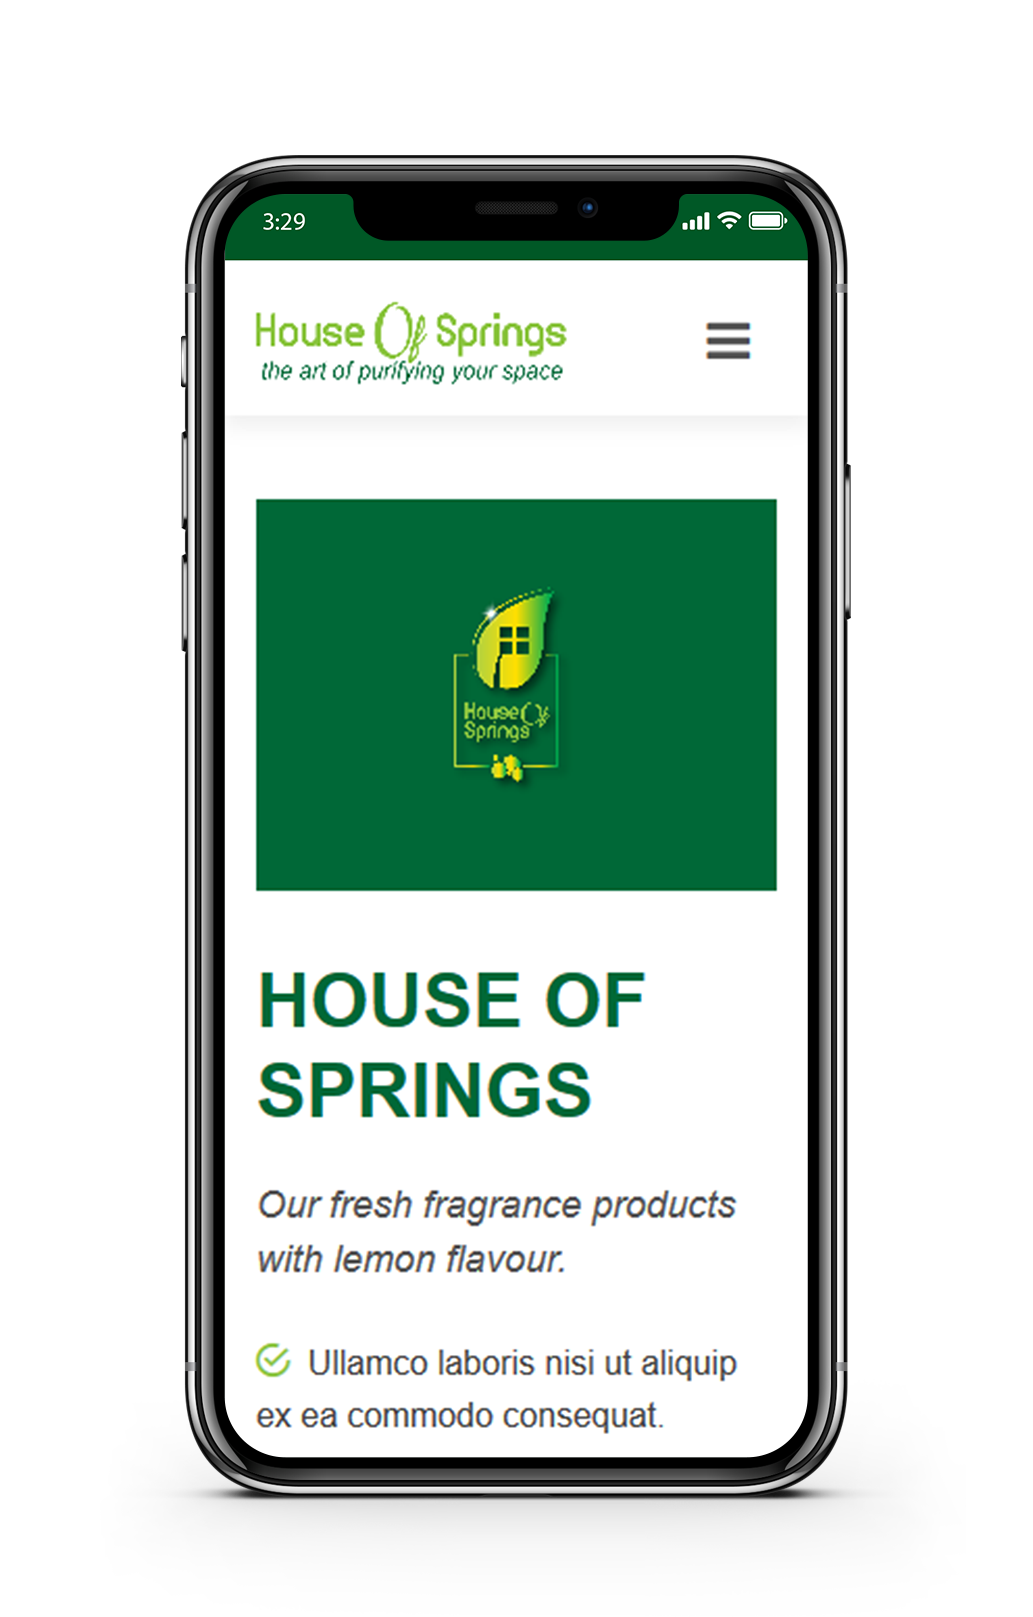 3:29
House Of Springs
the art of purifying your space
House Of
Springs
HOUSE OF
SPRINGS
Our fresh fragrance products
with lemon flavour.
Ullamco laboris nisi ut aliquip
ex ea commodo consequat.